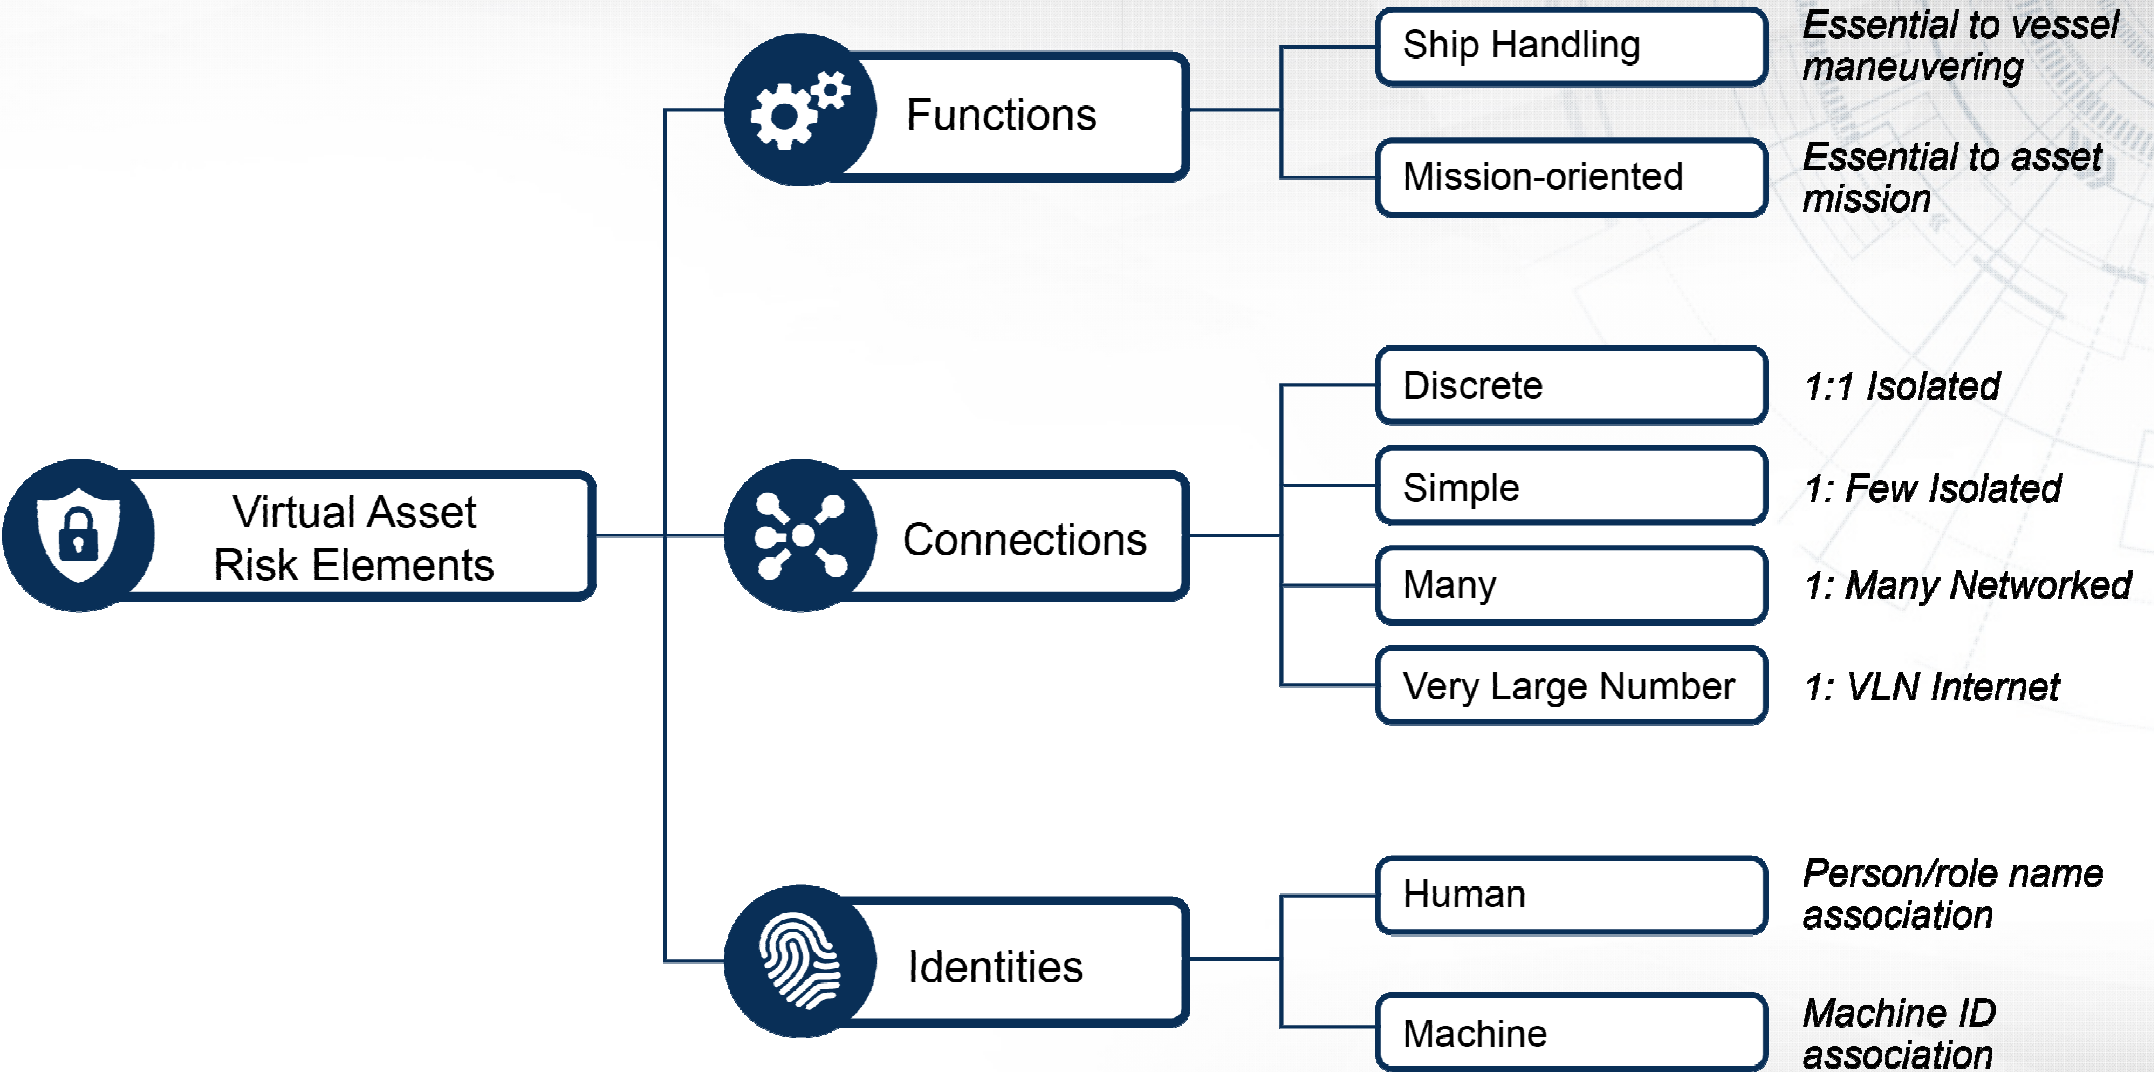 Virtual Asset
Risk Elements
Functions
Ship Handling
Essential to vessel
maneuvering
Mission-oriented
Essential to asset
mission
Connections
Discrete
1:1 Isolated
Simple
1: Few Isolated
Many
1: Many Networked
Very Large Number
1: VLN Internet
Identities
Human
Person/role name
association
Machine
Machine ID
association